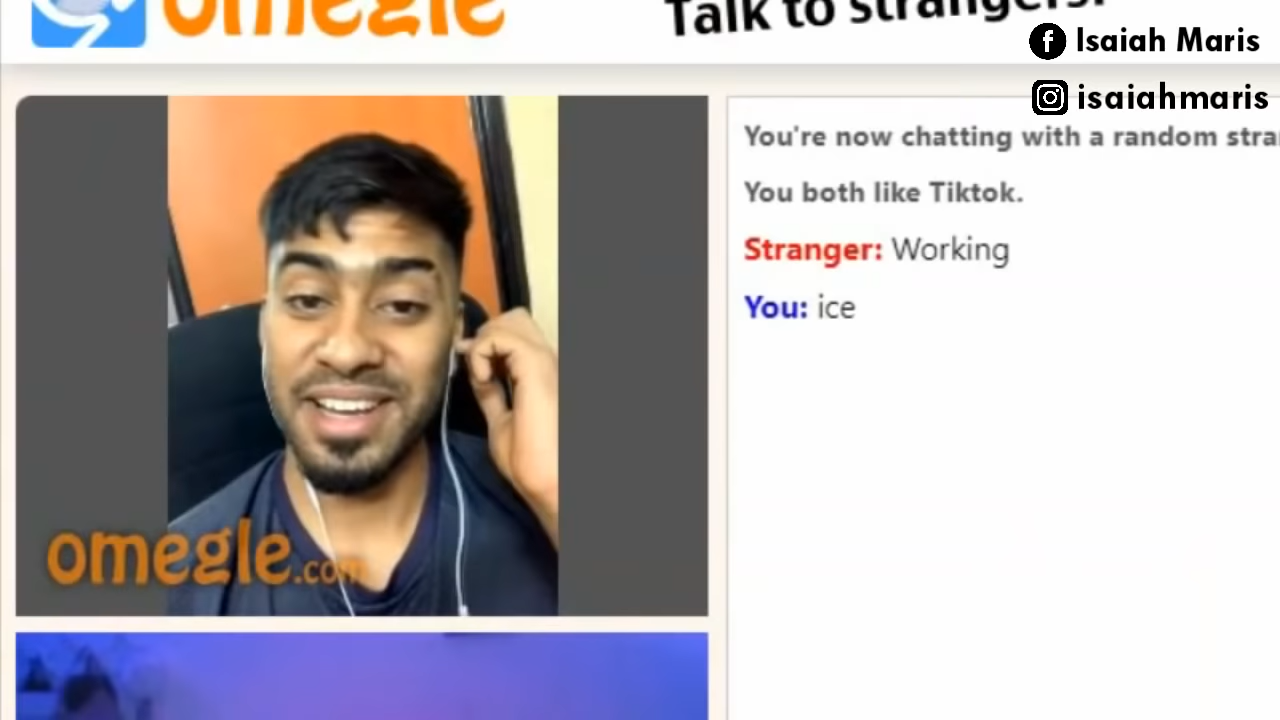 omegle
Talk to strangers!
Isaiah Maris
isaiahmaris
You're now chatting with a random stra
You both like Tiktok.
Stranger: Working
You: ice
omegle.com